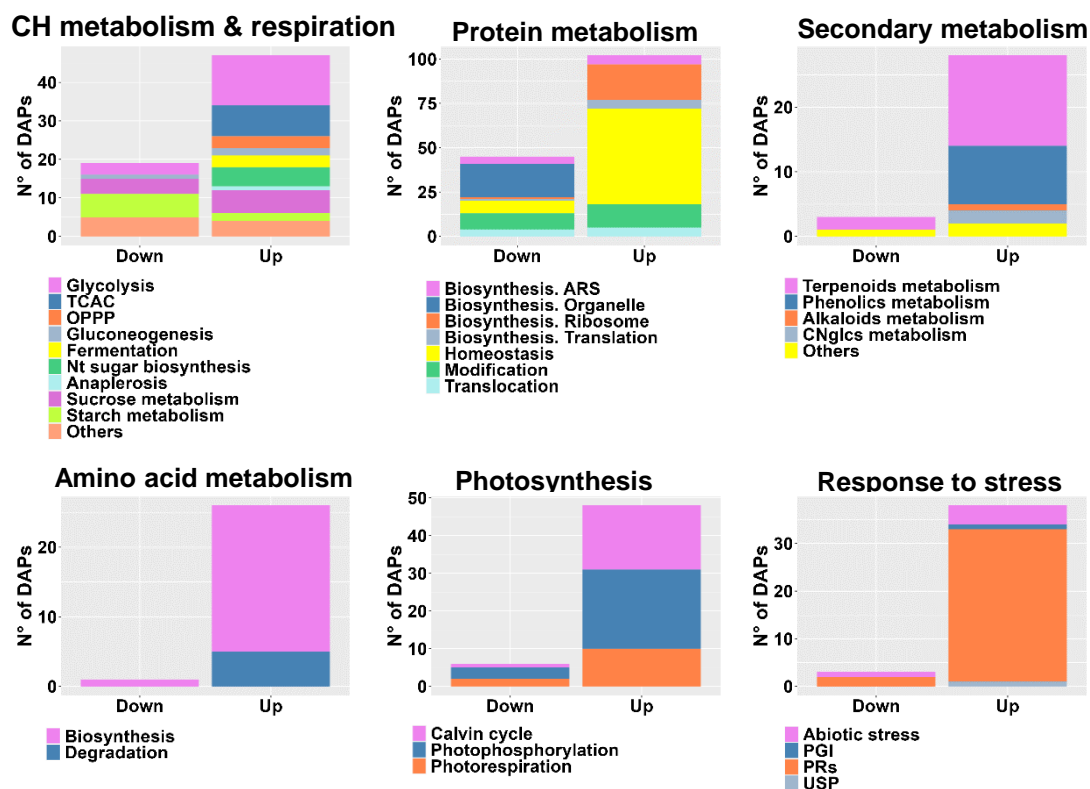 CH metabolism & respiration
N° of DAPs
40
30
20
10
0
Down
Up
Glycolysis
TCAC
OPPP
Gluconeogenesis
Fermentation
Nt sugar biosynthesis
Anaplerosis
Sucrose metabolism
Starch metabolism
Others
Protein metabolism
N° of DAPs
100
75
50
25
0
Down
Up
Biosynthesis. ARS
Biosynthesis. Organelle
Biosynthesis. Ribosome
Biosynthesis. Translation
Homeostasis
Modification
Translocation
Secondary metabolism
N° of DAPs
20
10
0
Down
Up
Terpenoids metabolism
Phenolics metabolism
Alkaloids metabolism
CNglcs metabolism
Others
Amino acid metabolism
N° of DAPs
20
10
0
Down
Up
Biosynthesis
Degradation
Photosynthesis
N° of DAPs
50
40
30
20
10
0
Down
Up
Calvin cycle
Photophosphorylation
Photorespiration
Response to stress
N° of DAPs
30
20
10
0
Down
Up
Abiotic stress
PGI
PRs
USP